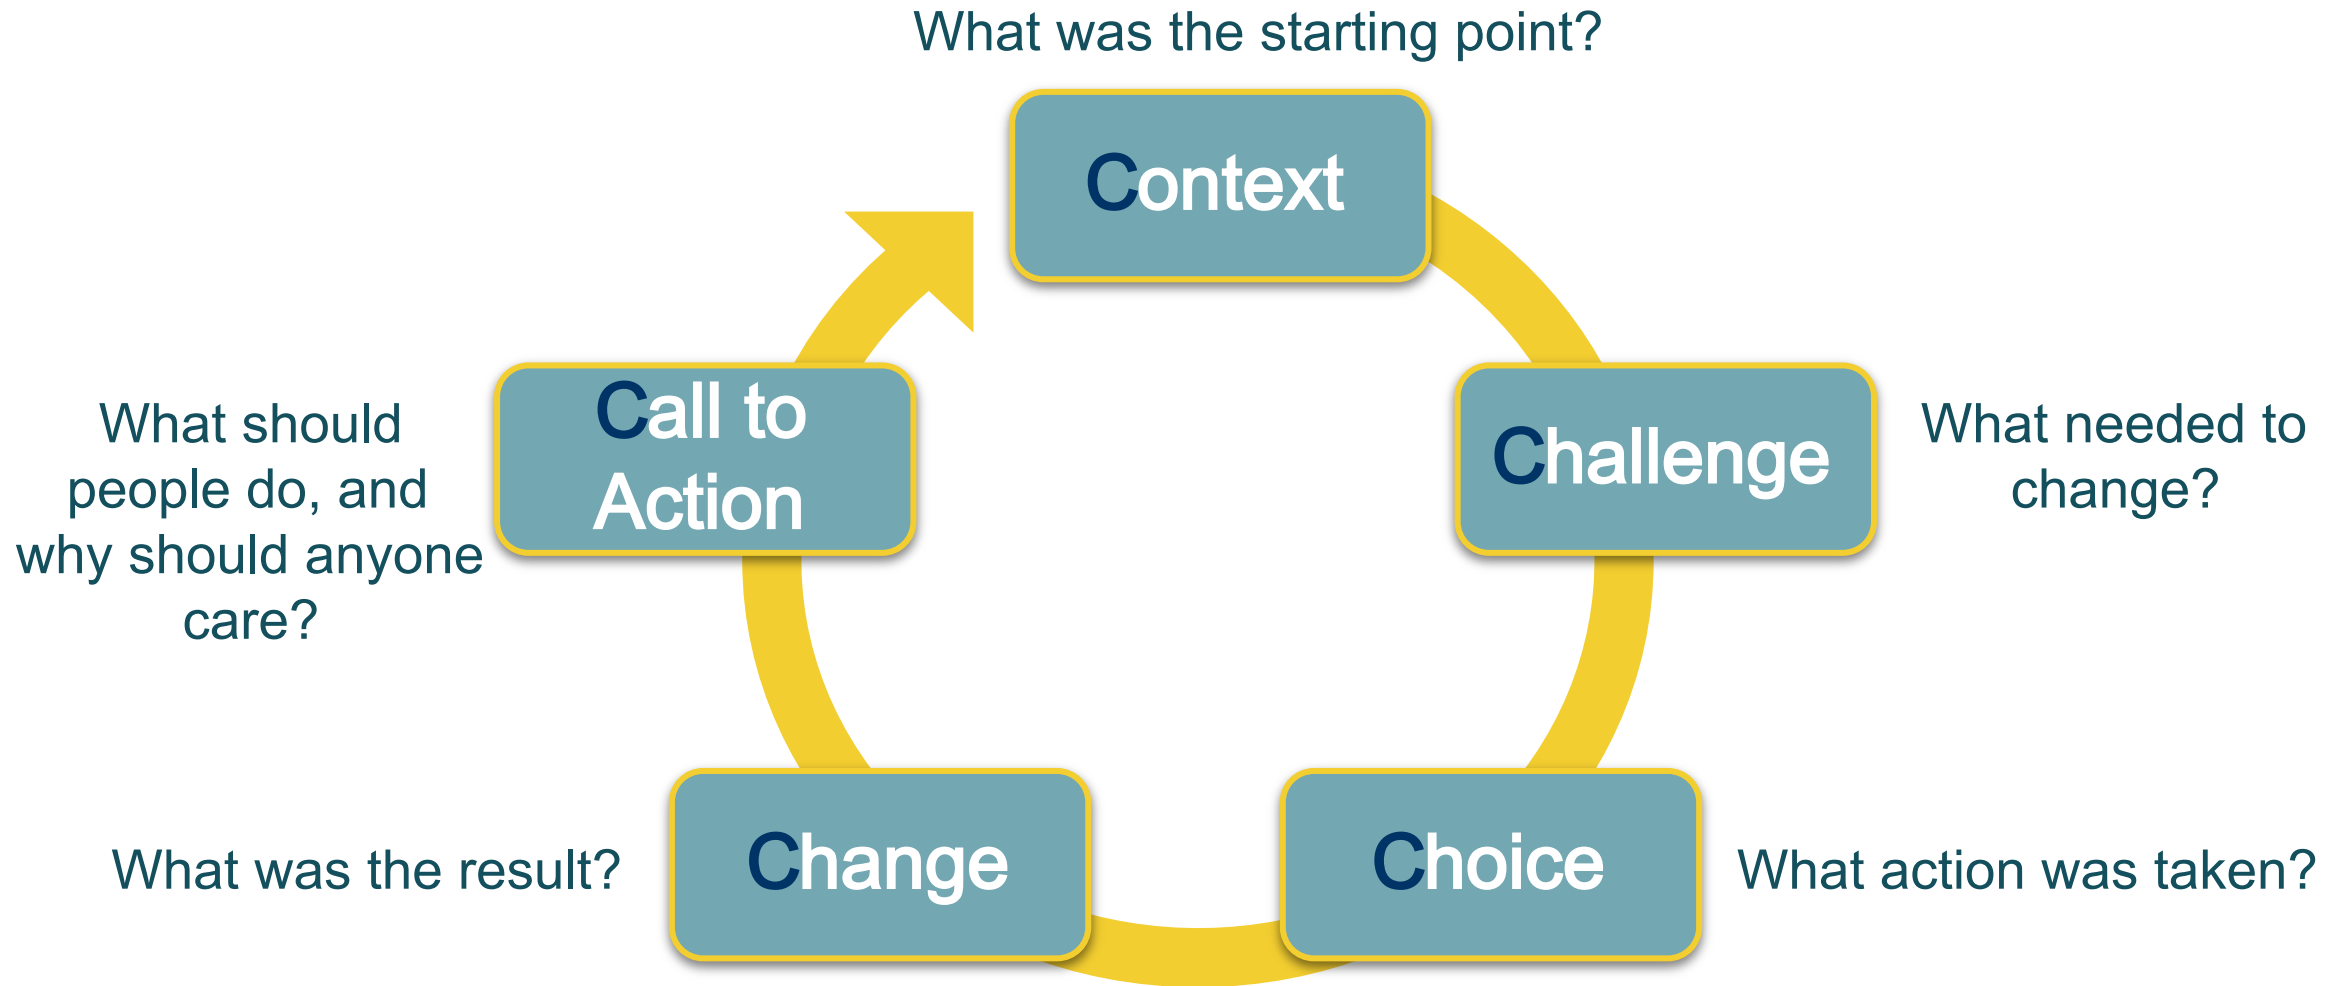 What was the starting point?
Context
Challenge
What needed to
change?
Choice
What action was taken?
Change
What was the result?
Call to
Action
What should
people do, and
why should anyone
care?